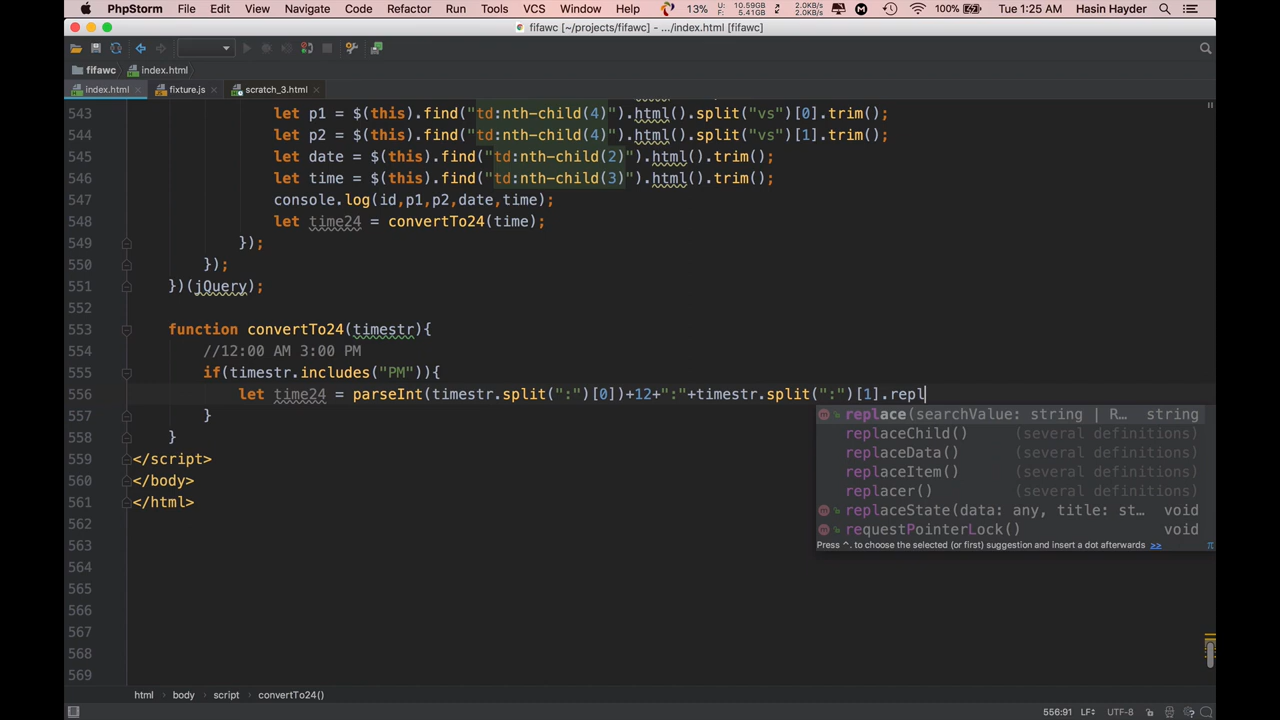 PhpStorm File Edit View Navigate Code Refactor Run Tools VCS Window Help 13% U: 10.59GB F: 5.41GB 2.0KB/s 2.0KB/s 100% Tue 1:25 AM Hasin Hayder
fifawc [~/projects/fifawc] - .../index.html [fifawc]
fifawc index.html
index.html fixture.js scratch_3.html
543 let p1 = $(this).find("td:nth-child(4)").html().split("vs")[0].trim();
544 let p2 = $(this).find("td:nth-child(4)").html().split("vs")[1].trim();
545 let date = $(this).find("td:nth-child(2)").html().trim();
546 let time = $(this).find("td:nth-child(3)").html().trim();
547 console.log(id,p1,p2,date,time);
548 let time24 = convertTo24(time);
549 });
550 });
551 })(jQuery);
552
553 function convertTo24(timestr){
554 //12:00 AM 3:00 PM
555 if(timestr.includes("PM")){
556 let time24 = parseInt(timestr.split(":")[0])+12+":"+timestr.split(":")[1].repl
557 }
558 }
559 </script>
560 </body>
561 </html>
562
563
564
565
566
567
568
569
replace(searchValue: string | R… string
replaceChild() (several definitions)
replaceData() (several definitions)
replaceItem() (several definitions)
replacer() (several definitions)
replaceState(data: any, title: st… void
requestPointerLock() void
Press ^. to choose the selected (or first) suggestion and insert a dot afterwards >>
html body script convertTo24()
556:91 LF UTF-8